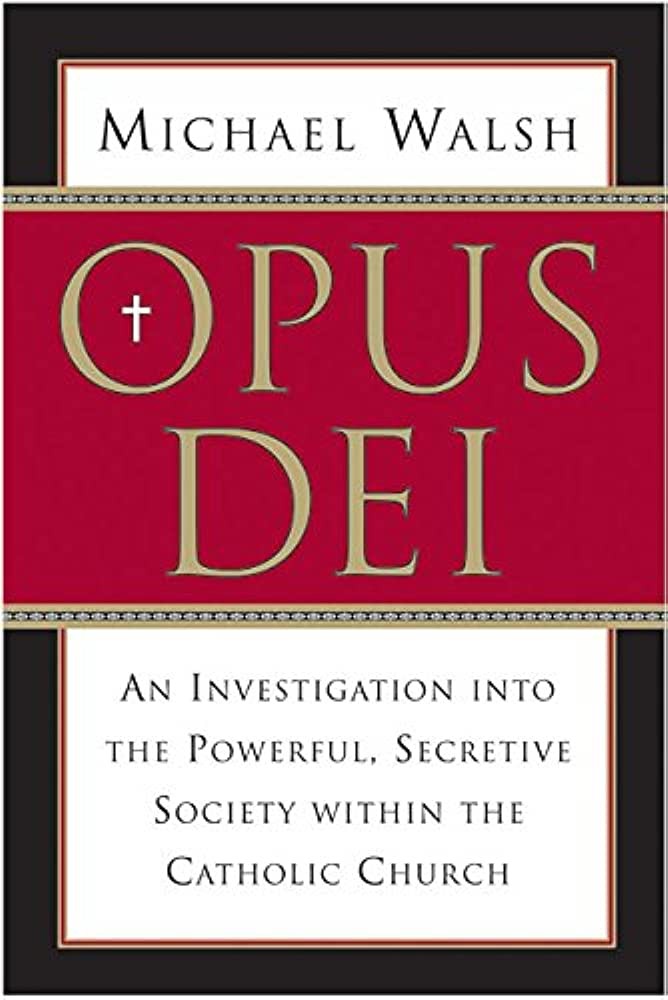 MICHAEL WALSH
OPUS
DEI
AN INVESTIGATION INTO
THE POWERFUL, SECRETIVE
SOCIETY WITHIN THE
CATHOLIC CHURCH